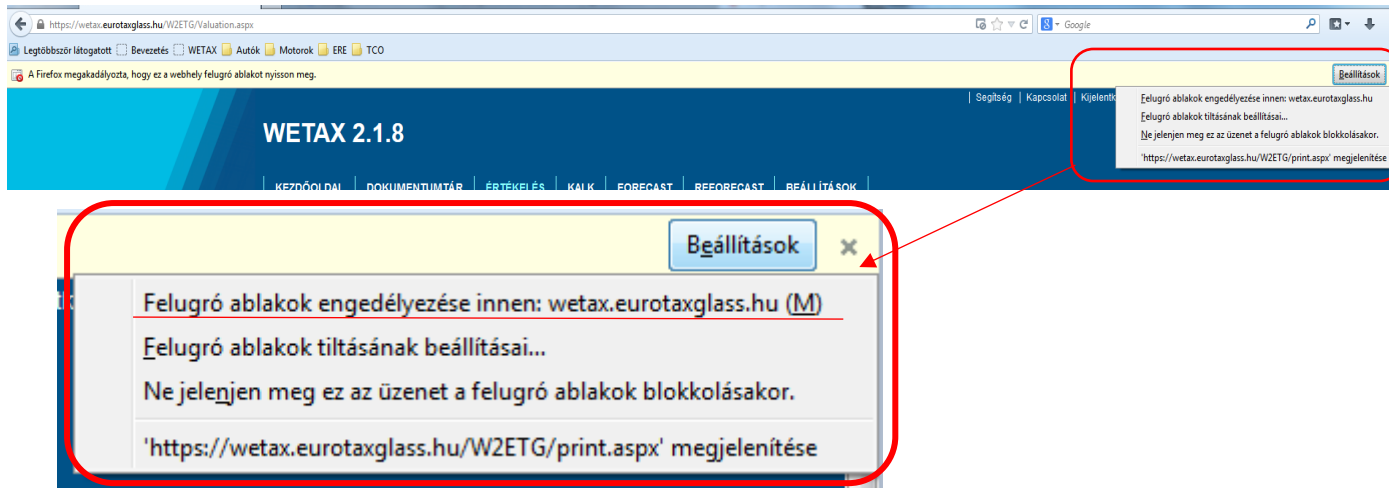 https://wetax.eurotaxglass.hu/W2ETG/Valuation.aspx
Google
Legtöbbször látogatott Bevezetés WETAX Autók Motorok ERE TCO
A Firefox megakadályozta, hogy ez a webhely felugró ablakot nyisson meg.
Beállítások
Segítség | Kapcsolat | Kijelentk
Felugró ablakok engedélyezése innen: wetax.eurotaxglass.hu
Felugró ablakok tiltásának beállításai...
Ne jelenjen meg ez az üzenet a felugró ablakok blokkolásakor.
'https://wetax.eurotaxglass.hu/W2ETG/print.aspx' megjelenítése
WETAX 2.1.8
KEZDŐOLDAL | DOKUMENTUMTÁR | ÉRTÉKELÉS | KALK | FORECAST | REFORECAST | BEÁLLÍTÁSOK |
Beállítások
Felugró ablakok engedélyezése innen: wetax.eurotaxglass.hu (M)
Felugró ablakok tiltásának beállításai...
Ne jelenjen meg ez az üzenet a felugró ablakok blokkolásakor.
'https://wetax.eurotaxglass.hu/W2ETG/print.aspx' megjelenítése